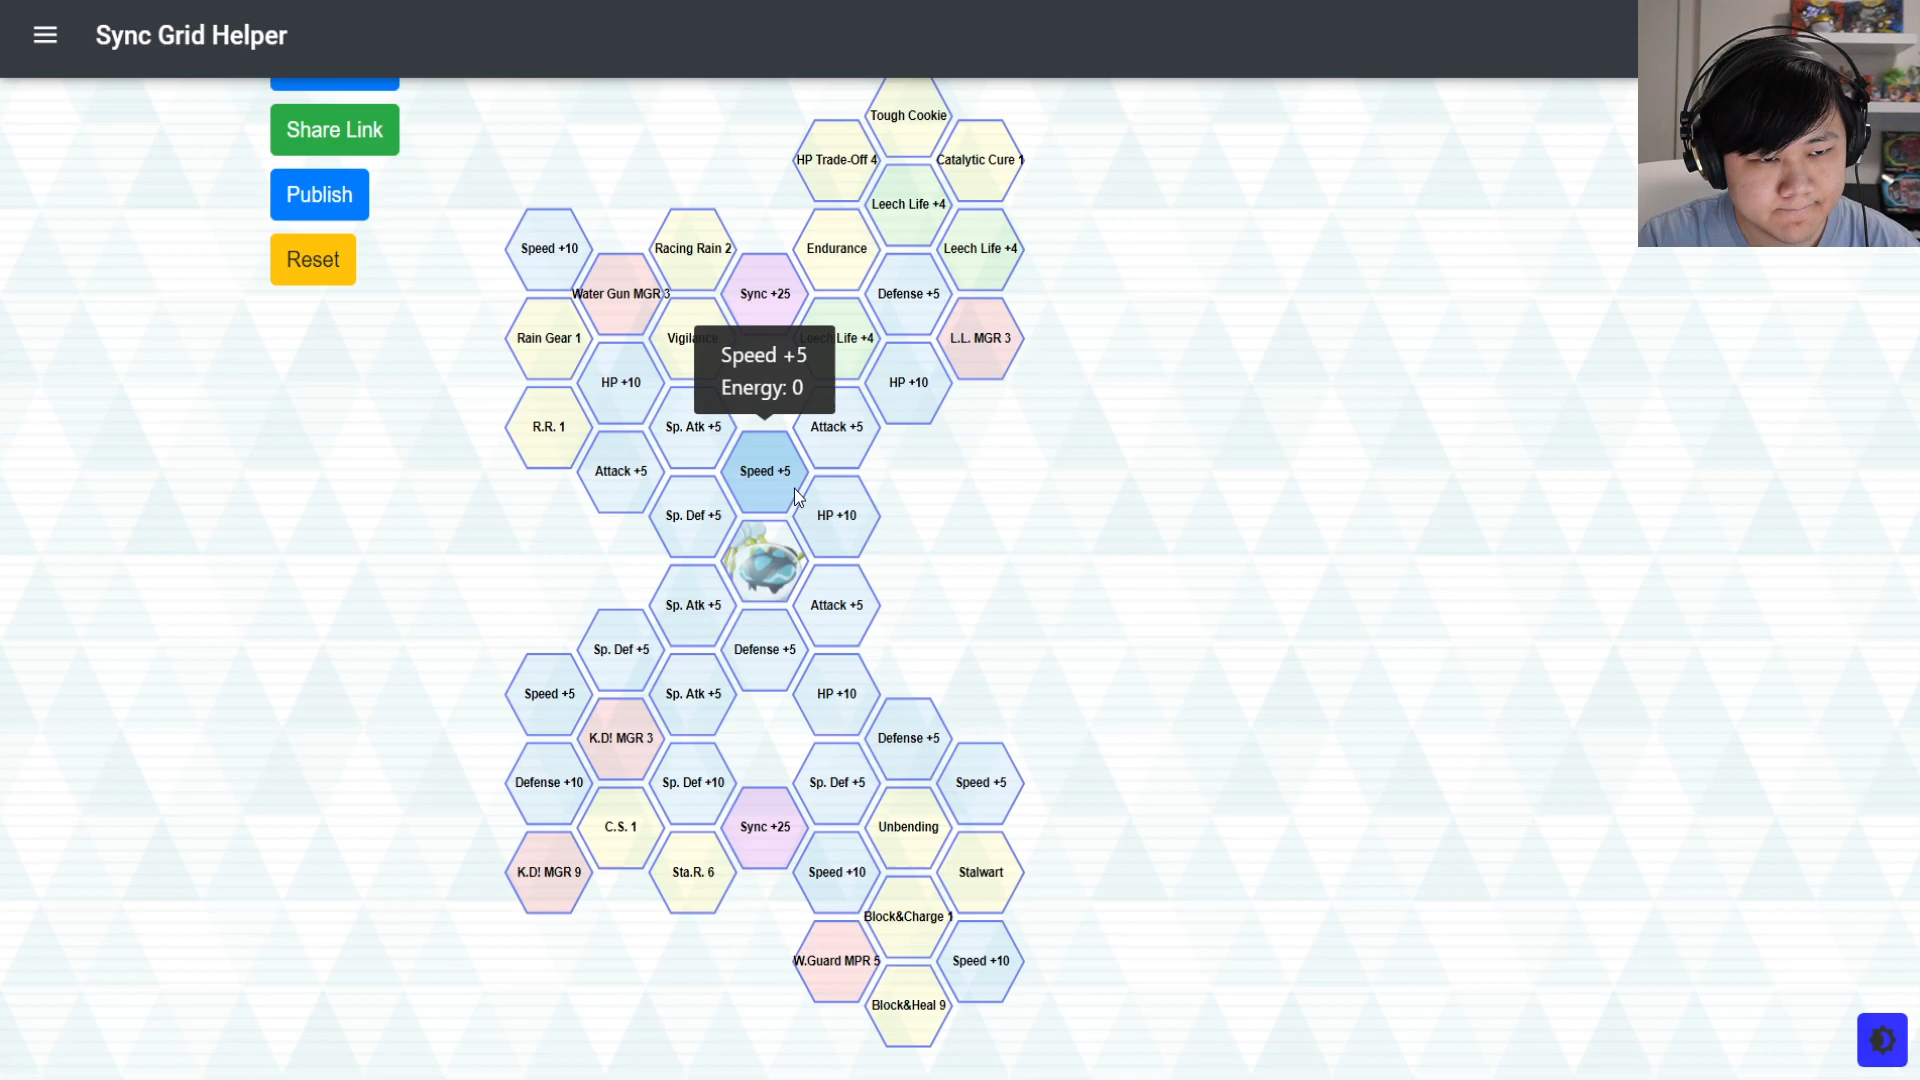 Sync Grid Helper
Share Link
Publish
Reset
Tough Cookie
HP Trade-Off 4
Catalytic Cure 1
Leech Life +4
Speed +10
Racing Rain 2
Endurance
Leech Life +4
Water Gun MGR 3
Sync +25
Defense +5
Rain Gear 1
Vigilance
Leech Life +4
L.L. MGR 3
Speed +5
Energy: 0
HP +10
HP +10
R.R. 1
Sp. Atk +5
Attack +5
Attack +5
Speed +5
Sp. Def +5
HP +10
Sp. Atk +5
Attack +5
Sp. Def +5
Defense +5
Speed +5
Sp. Atk +5
HP +10
K.D! MGR 3
Defense +5
Defense +10
Sp. Def +10
Sp. Def +5
Speed +5
C.S. 1
Sync +25
Unbending
K.D! MGR 9
Sta.R. 6
Speed +10
Stalwart
Block&Charge 1
W.Guard MPR 5
Speed +10
Block&Heal 9